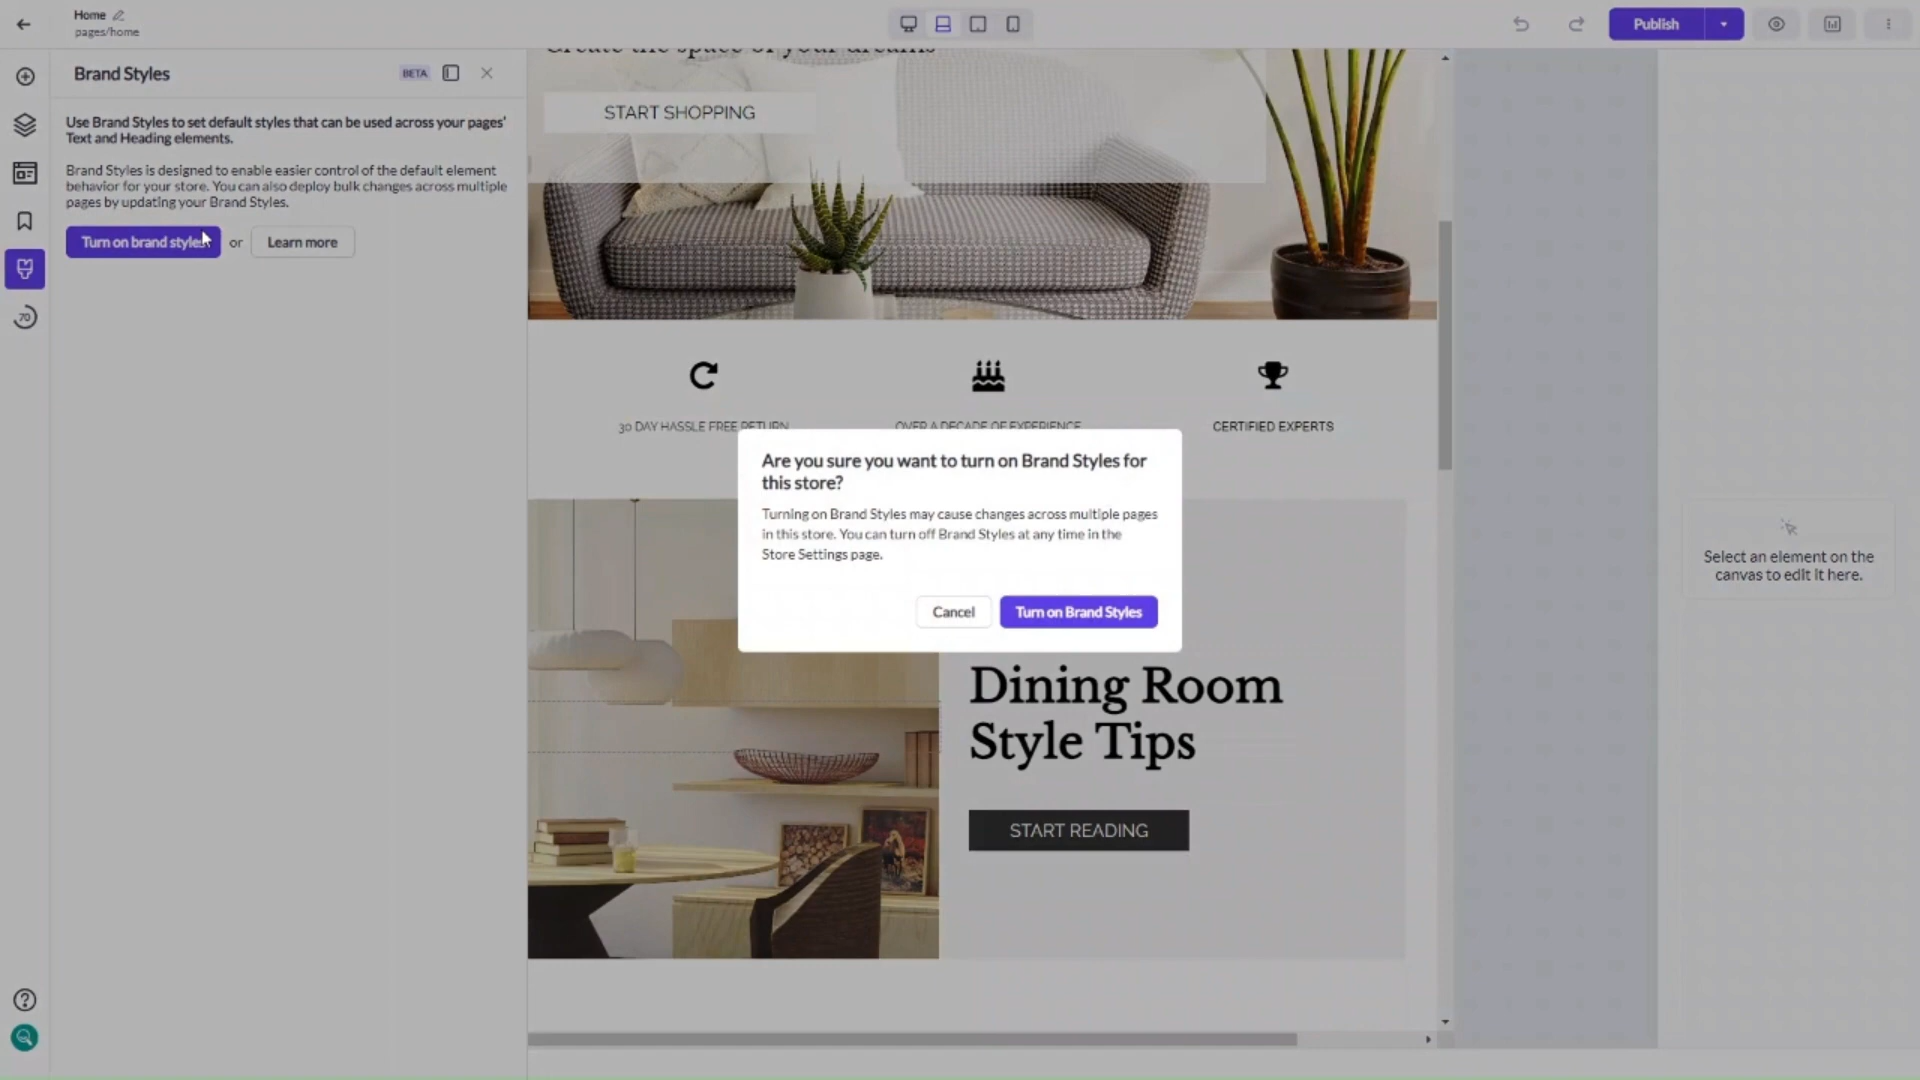 Home
pages/home
Publish
Brand Styles
BETA
Use Brand Styles to set default styles that can be used across your pages'
Text and Heading elements.
Brand Styles is designed to enable easier control of the default element
behavior for your store. You can also deploy bulk changes across multiple
pages by updating your Brand Styles.
Turn on brand styles
or
Learn more
70
Create the space of your dreams
START SHOPPING
30 DAY HASSLE FREE RETURN
OVER A DECADE OF EXPERIENCE
CERTIFIED EXPERTS
Are you sure you want to turn on Brand Styles for
this store?
Turning on Brand Styles may cause changes across multiple pages
in this store. You can turn off Brand Styles at any time in the
Store Settings page.
Cancel
Turn on Brand Styles
Dining Room
Style Tips
START READING
Select an element on the
canvas to edit it here.